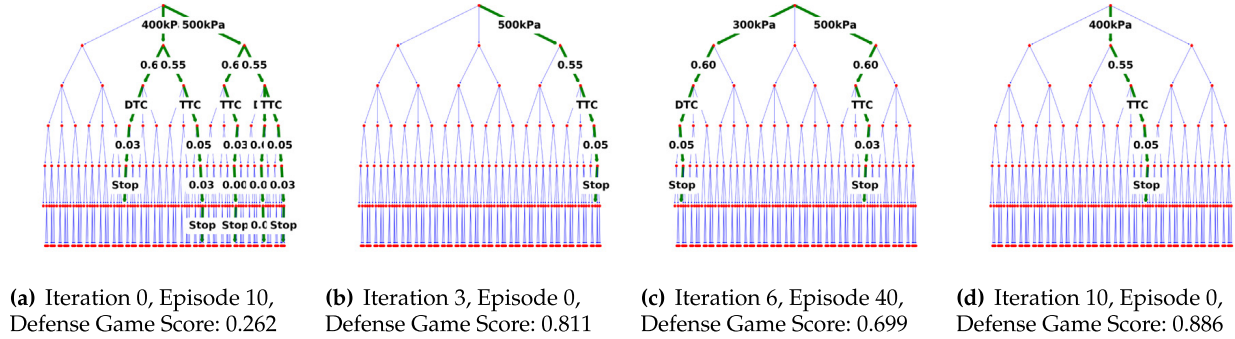 400kPa 500kPa 500kPa 300kPa 500kPa 400kPa
0.6 0.55 0.6 0.55 0.55 0.60 0.60 0.55
DTC TTC TTC TTC TTC DTC TTC TTC
0.03 0.05 0.03 0.05 0.05 0.05 0.03 0.05
Stop 0.03 0.00 0.03 Stop Stop Stop Stop
Stop Stop 0.0 Stop
(a) Iteration 0, Episode 10, (b) Iteration 3, Episode 0, (c) Iteration 6, Episode 40, (d) Iteration 10, Episode 0,
Defense Game Score: 0.262 Defense Game Score: 0.811 Defense Game Score: 0.699 Defense Game Score: 0.886